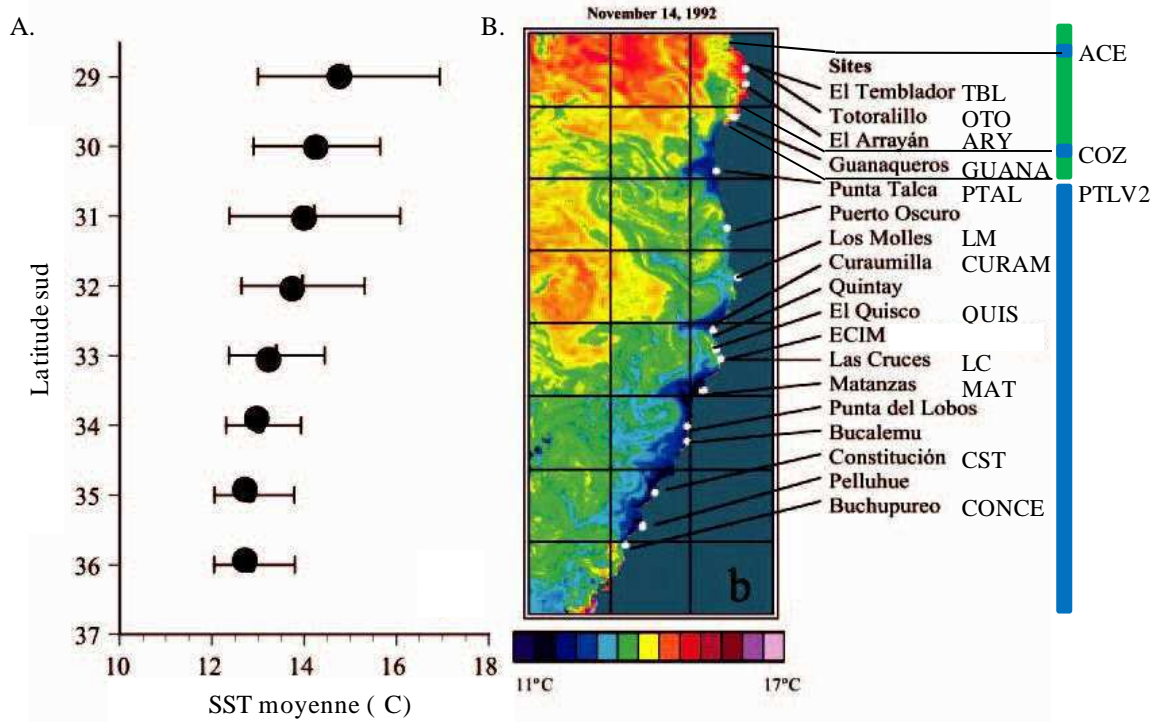 A.
29
30
31
32
33
34
35
36
37
10 12 14 16 18
Latitude sud
SST moyenne ( C)
B.
November 14, 1992
Sites
El Temblador TBL
Totoralillo OTO
El Arrayán ARY
Guanaqueros GUANA
Punta Talca PTAL
Puerto Oscuro
Los Molles LM
Curaumilla CURAM
Quintay
El Quisco QUIS
ECIM
Las Cruces LC
Matanzas MAT
Punta del Lobos
Bucalemu
Constitución CST
Pelluhue
Buchupureo CONCE
b
11°C 17°C
ACE
COZ
PTLV2